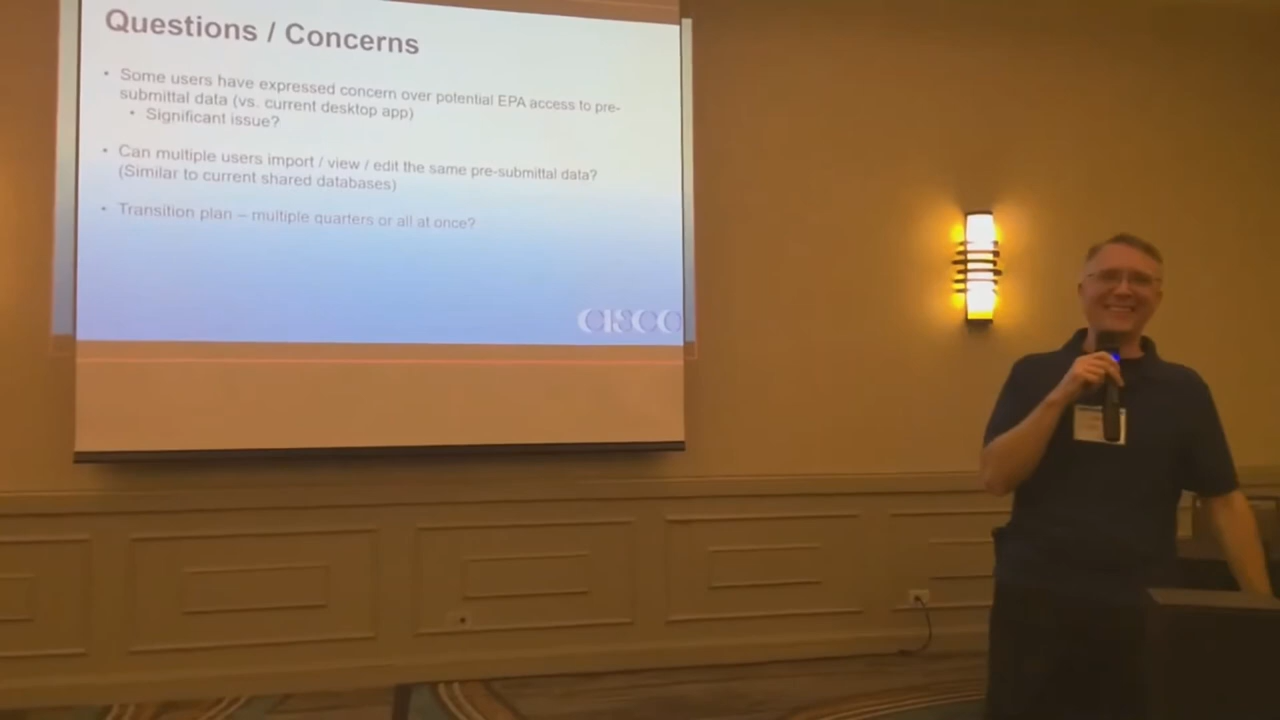 Questions / Concerns
• Some users have expressed concern over potential EPA access to pre-
submittal data (vs. current desktop app)
• Significant issue?
• Can multiple users import / view / edit the same pre-submittal data?
(Similar to current shared databases)
• Transition plan – multiple quarters or all at once?
CISCO